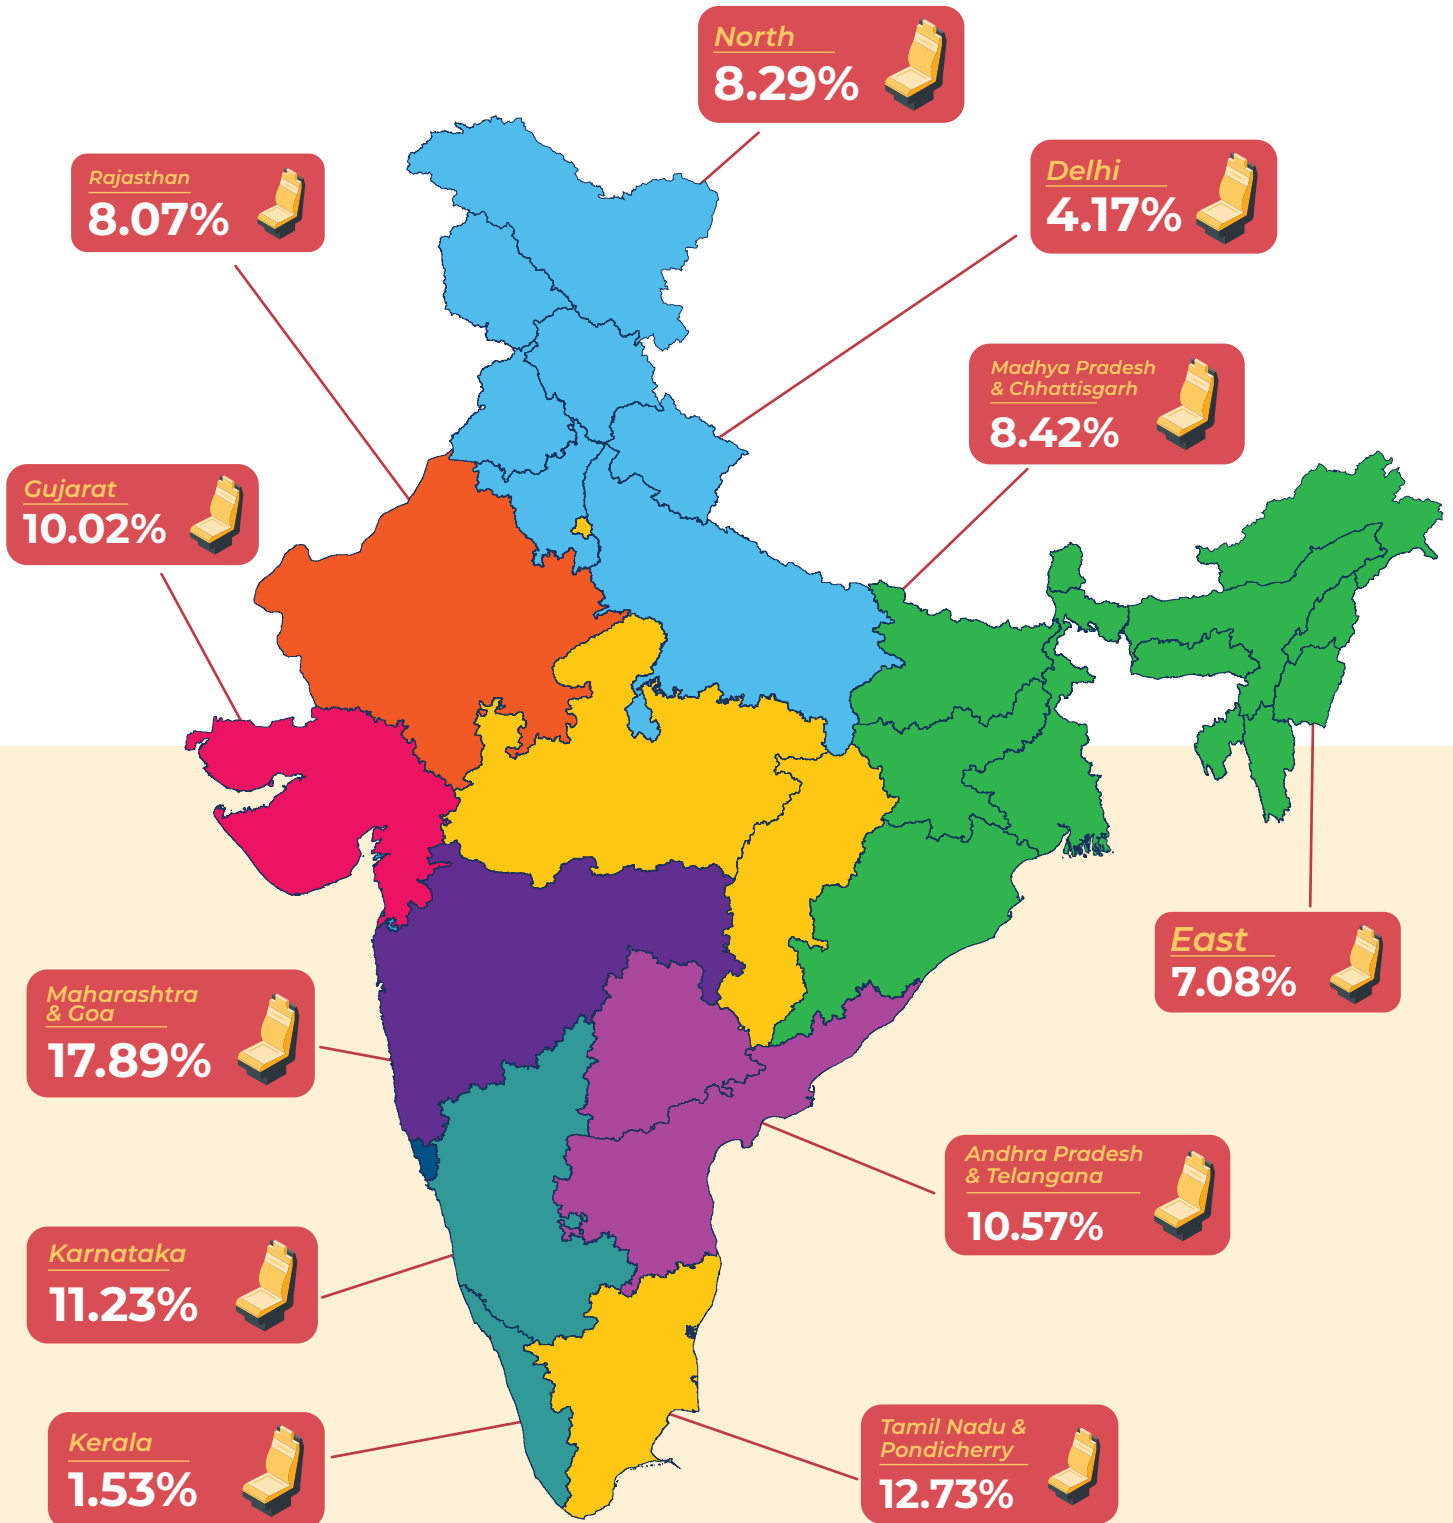 North
8.29%
Rajasthan
8.07%
Delhi
4.17%
Madhya Pradesh
& Chhattisgarh
8.42%
Gujarat
10.02%
East
7.08%
Maharashtra
& Goa
17.89%
Andhra Pradesh
& Telangana
10.57%
Karnataka
11.23%
Kerala
1.53%
Tamil Nadu &
Pondicherry
12.73%